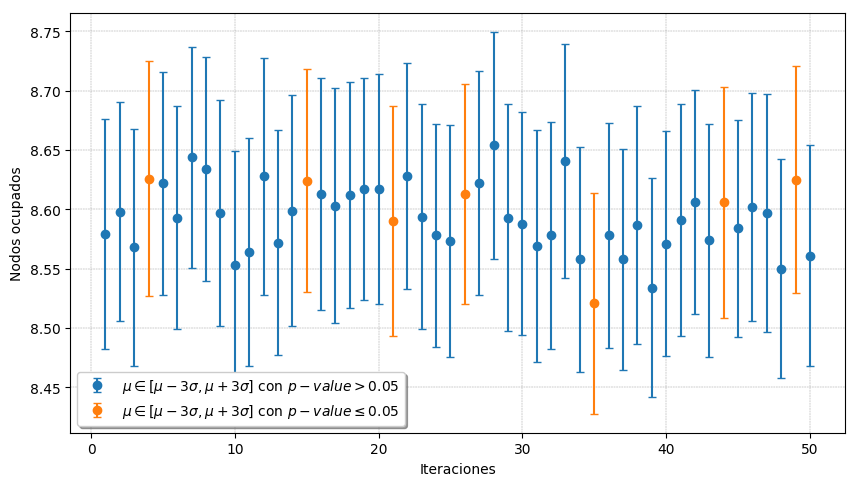 8.75
8.70
8.65
8.60
8.55
8.50
8.45
Nodos ocupados
μ ∈ [μ − 3σ, μ + 3σ] con p − value > 0.05
μ ∈ [μ − 3σ, μ + 3σ] con p − value ≤ 0.05
0 10 20 30 40 50
Iteraciones